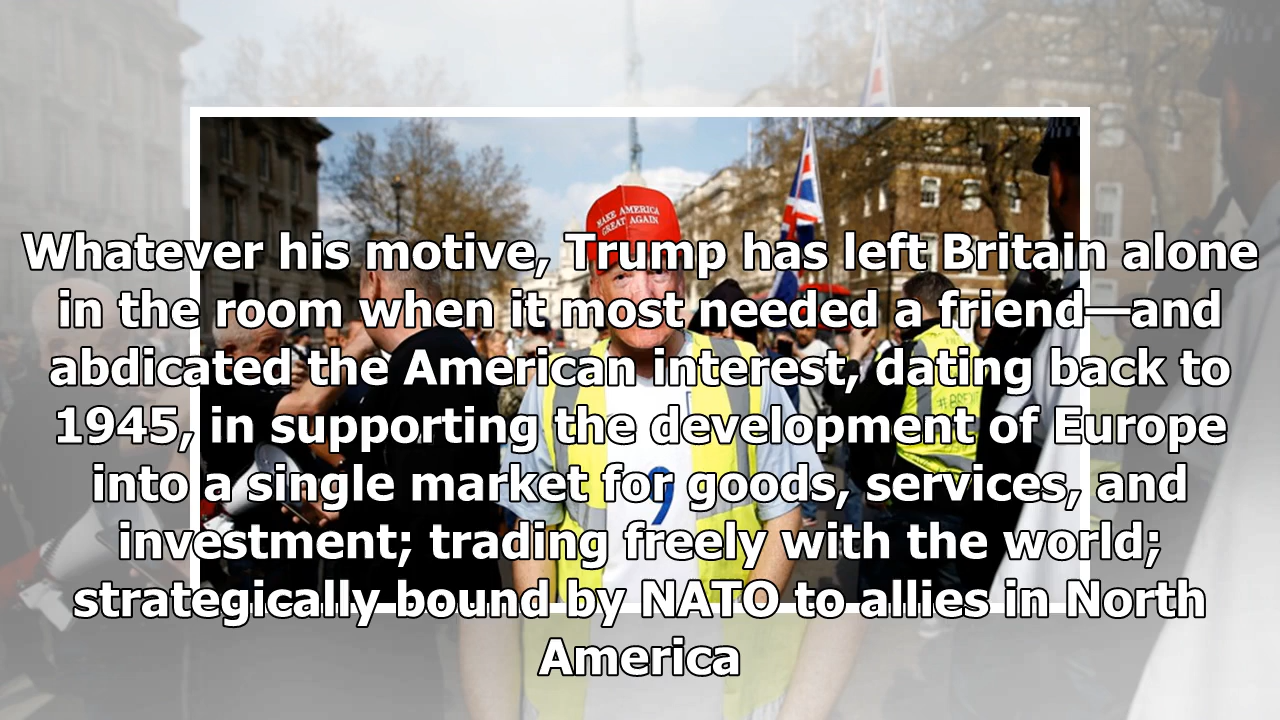 MAKE AMERICA
GREAT AGAIN
Whatever his motive, Trump has left Britain alone
in the room when it most needed a friend—and
abdicated the American interest, dating back to
1945, in supporting the development of Europe
into a single market for goods, services, and
investment; trading freely with the world;
strategically bound by NATO to allies in North
America